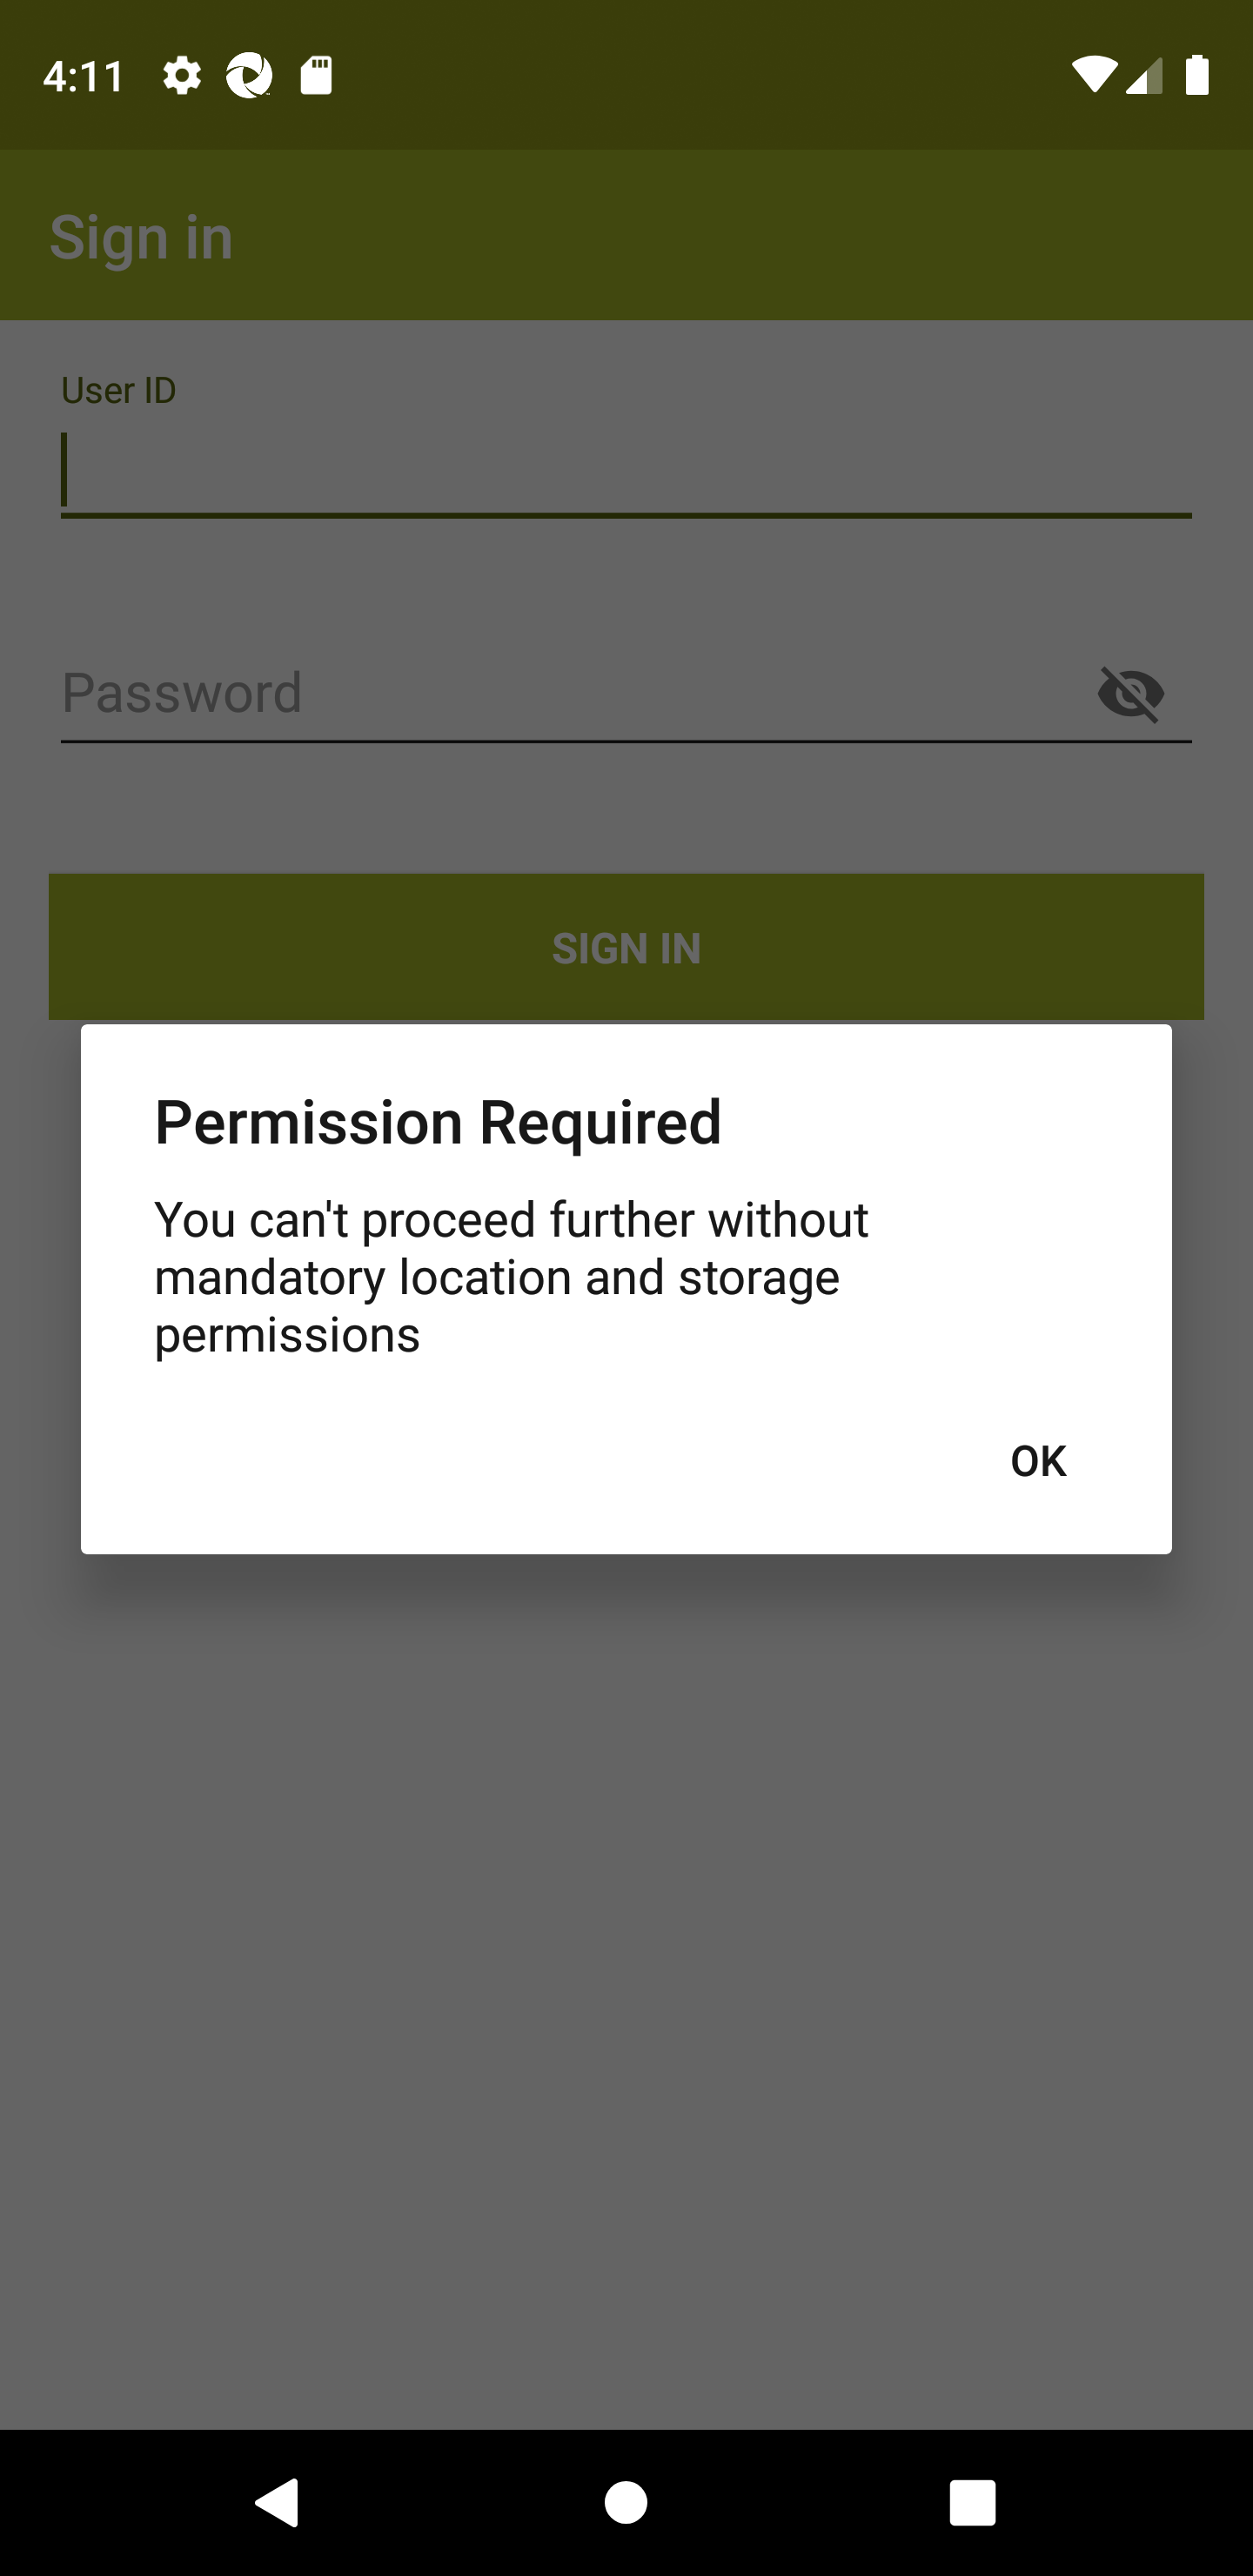 4:11
Sign in
User ID
Password
SIGN IN
Permission Required
You can't proceed further without
mandatory location and storage
permissions
OK